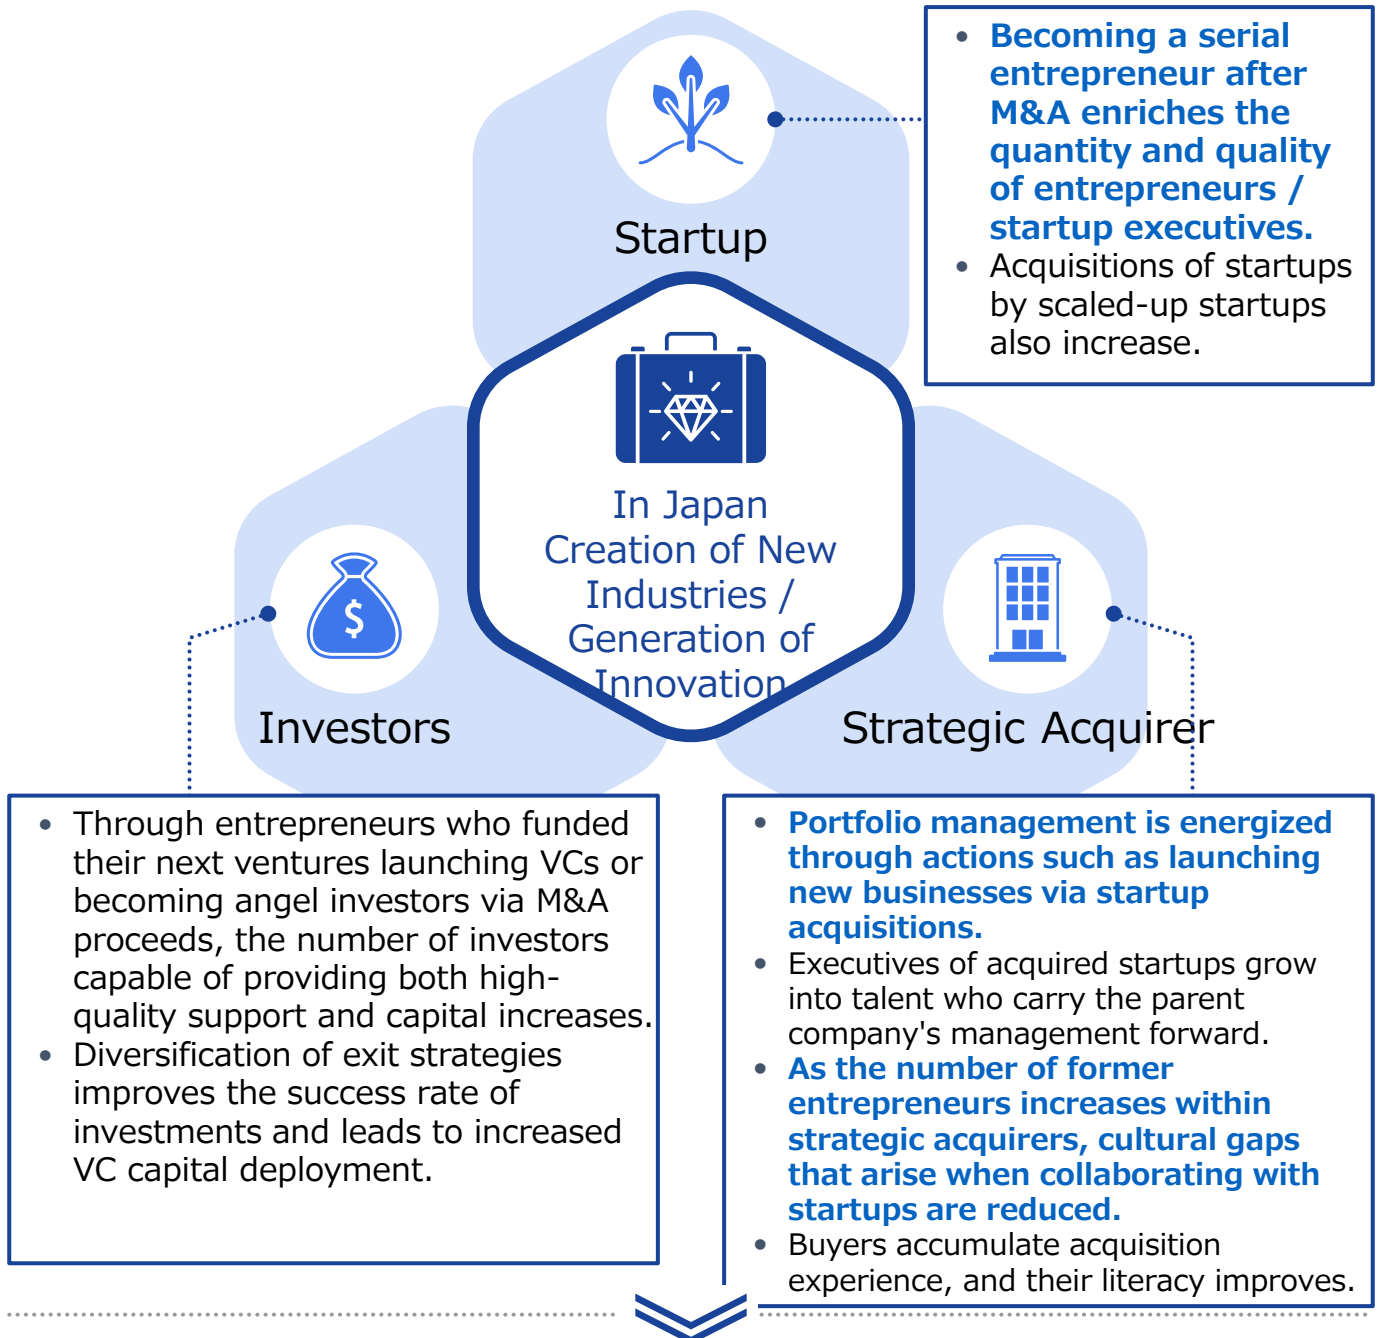 • Becoming a serial
entrepreneur after
M&A enriches the
quantity and quality
of entrepreneurs /
startup executives.
• Acquisitions of startups
by scaled-up startups
also increase.
Startup
In Japan
Creation of New
Industries /
Generation of
Innovation
$
Investors
Strategic Acquirer
• Through entrepreneurs who funded
their next ventures launching VCs or
becoming angel investors via M&A
proceeds, the number of investors
capable of providing both high-
quality support and capital increases.
• Diversification of exit strategies
improves the success rate of
investments and leads to increased
VC capital deployment.
• Portfolio management is energized
through actions such as launching
new businesses via startup
acquisitions.
• Executives of acquired startups grow
into talent who carry the parent
company's management forward.
• As the number of former
entrepreneurs increases within
strategic acquirers, cultural gaps
that arise when collaborating with
startups are reduced.
• Buyers accumulate acquisition
experience, and their literacy improves.